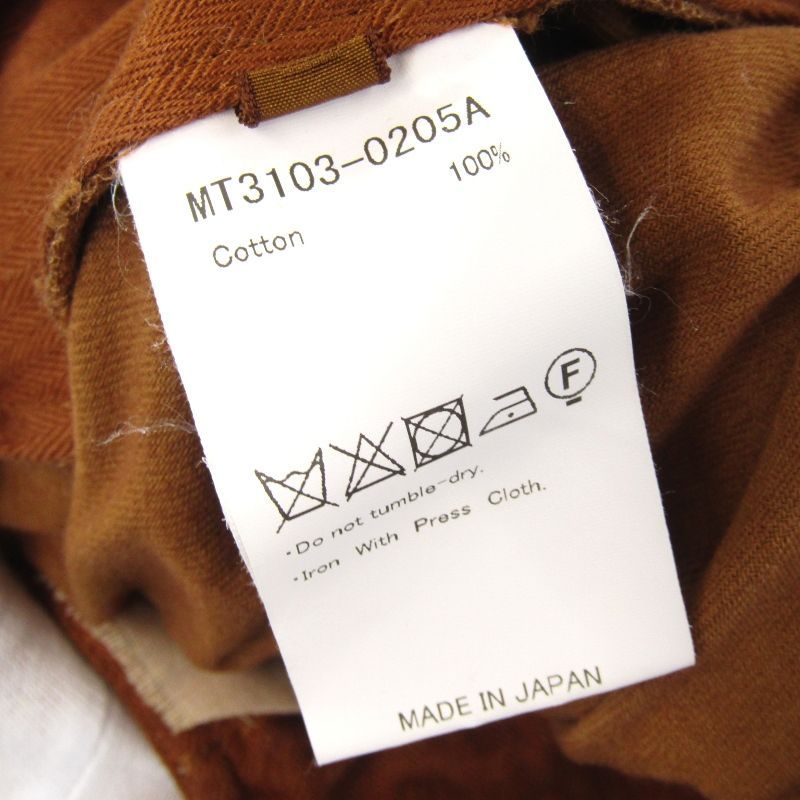 MT3103-0205A
100%
Cotton
F
·Do not tumble-dry.
·Iron With Press Cloth.
MADE IN JAPAN